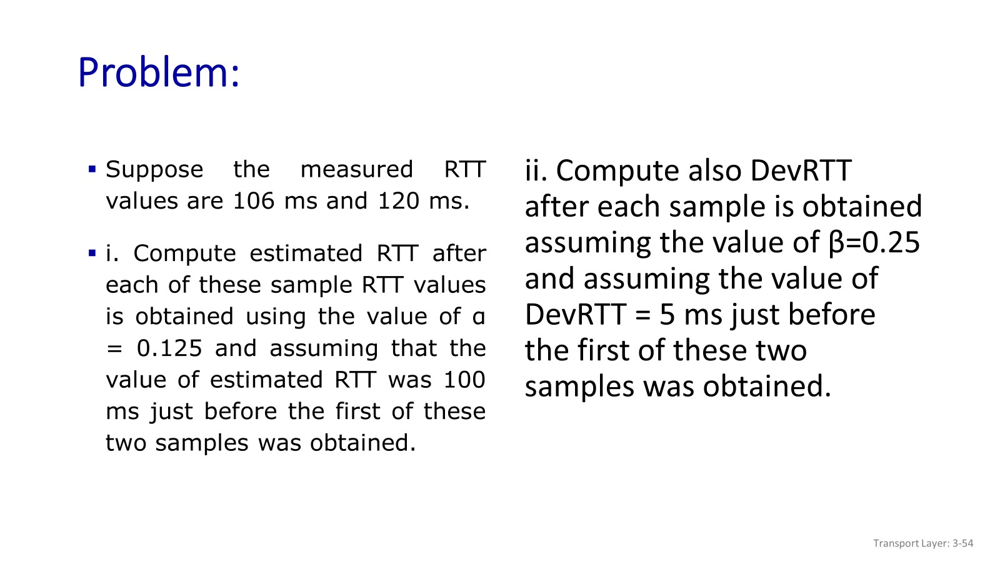 Problem:
▪ Suppose the measured RTT
values are 106 ms and 120 ms.
▪ i. Compute estimated RTT after
each of these sample RTT values
is obtained using the value of α
= 0.125 and assuming that the
value of estimated RTT was 100
ms just before the first of these
two samples was obtained.
ii. Compute also DevRTT
after each sample is obtained
assuming the value of β=0.25
and assuming the value of
DevRTT = 5 ms just before
the first of these two
samples was obtained.
Transport Layer: 3-54